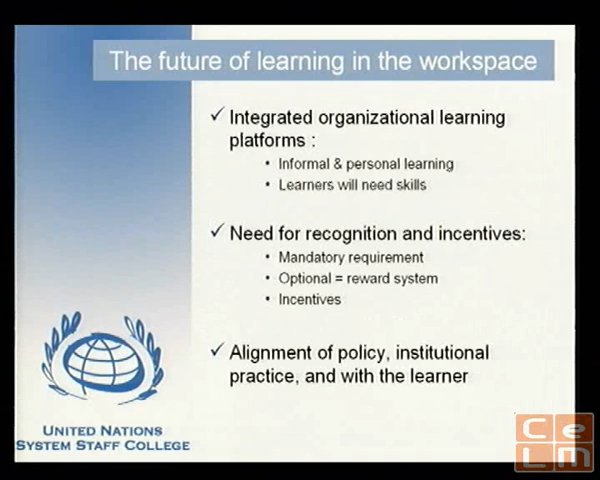 The future of learning in the workspace
✓ Integrated organizational learning
platforms :
• Informal & personal learning
• Learners will need skills
✓ Need for recognition and incentives:
• Mandatory requirement
• Optional = reward system
• Incentives
✓ Alignment of policy, institutional
practice, and with the learner
UNITED NATIONS
SYSTEM STAFF COLLEGE
C e
L m